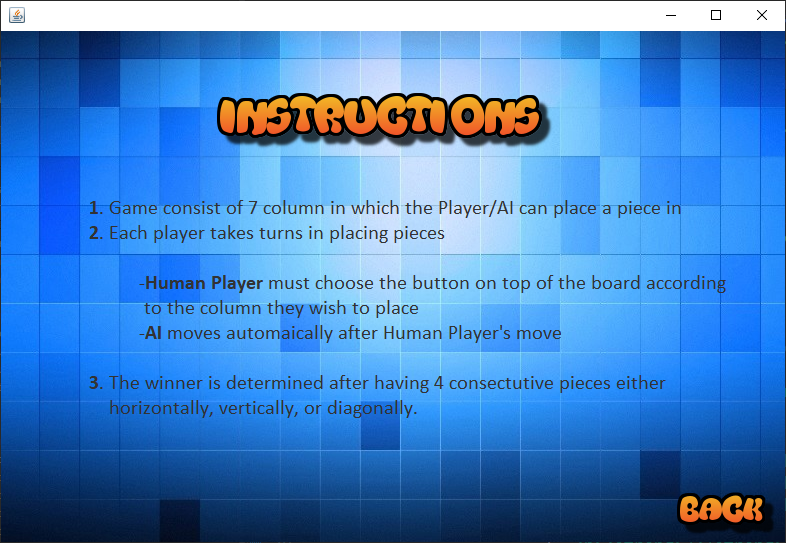 INSTRUCTIONS
1. Game consist of 7 column in which the Player/AI can place a piece in
2. Each player takes turns in placing pieces
-Human Player must choose the button on top of the board according
to the column they wish to place
-AI moves automaically after Human Player's move
3. The winner is determined after having 4 consectutive pieces either
horizontally, vertically, or diagonally.
BACK